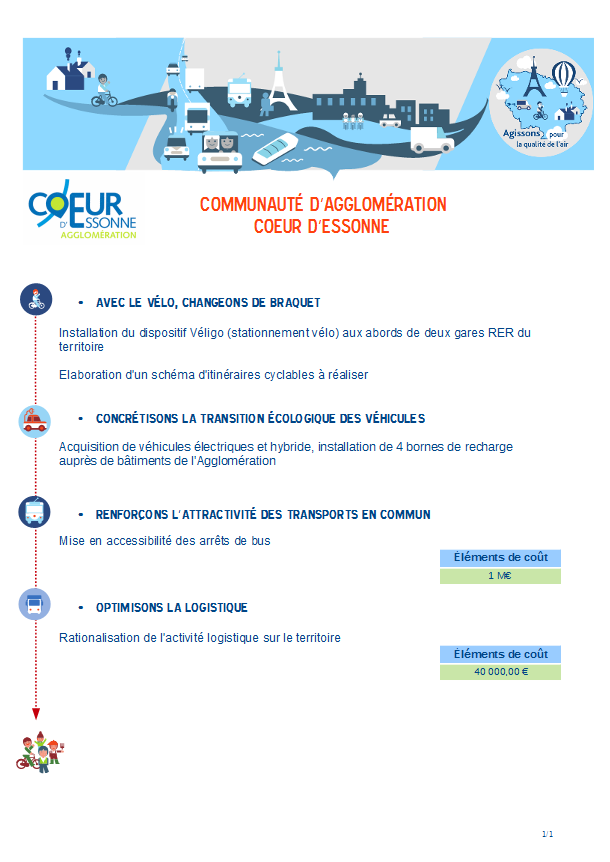 Agissons pour
la qualité de l'air
COEUR
D'ESSONNE
AGGLOMÉRATION
COMMUNAUTÉ D'AGGLOMÉRATION
COEUR D'ESSONNE
• AVEC LE VÉLO, CHANGEONS DE BRAQUET
Installation du dispositif Véligo (stationnement vélo) aux abords de deux gares RER du
territoire
Elaboration d'un schéma d'itinéraires cyclables à réaliser
• CONCRÉTISONS LA TRANSITION ÉCOLOGIQUE DES VÉHICULES
Acquisition de véhicules électriques et hybride, installation de 4 bornes de recharge
auprès de bâtiments de l'Agglomération
• RENFORÇONS L'ATTRACTIVITÉ DES TRANSPORTS EN COMMUN
Mise en accessibilité des arrêts de bus
Éléments de coût
1 M€
• OPTIMISONS LA LOGISTIQUE
Rationalisation de l'activité logistique sur le territoire
Éléments de coût
40 000,00 €
1/1